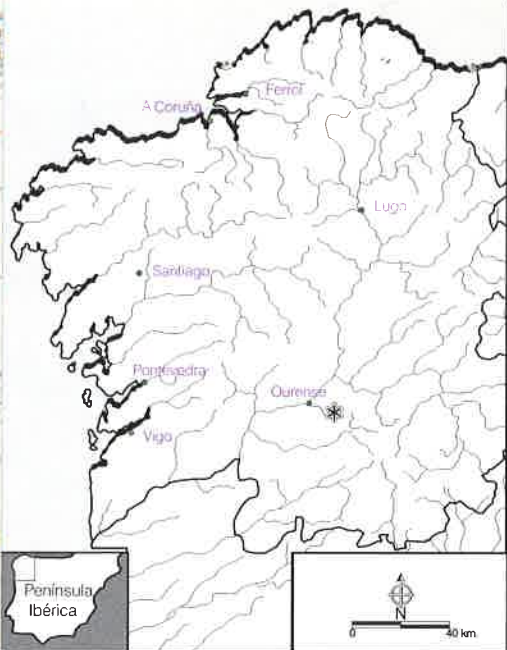 Ferrol
A Coruña
Lugo
Santiago
Pontevedra
Ourense
Vigo
Península
Ibérica
N
0 40 km.